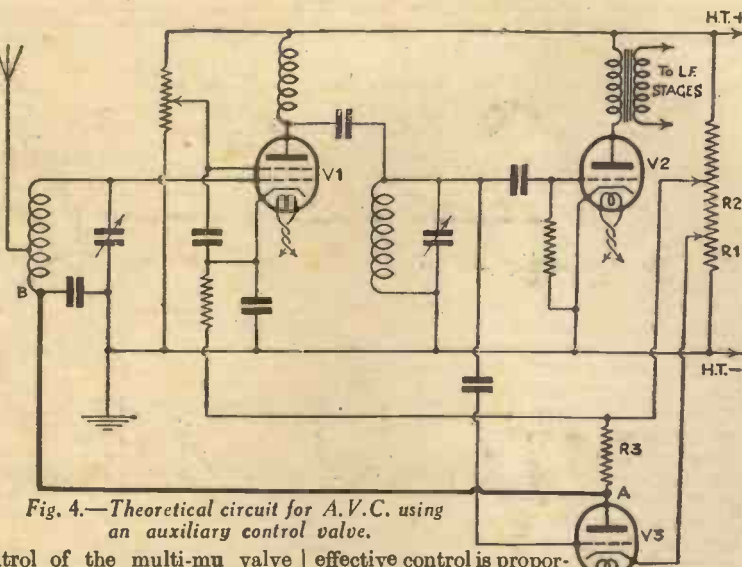 H.T.+
To L.F.
STAGES
V1
V2
R2
R1
B
H.T.-
R3
A
V3
Fig. 4.—Theoretical circuit for A.V.C. using
an auxiliary control valve.
ntrol of the multi-mu valve
effective control is propor-